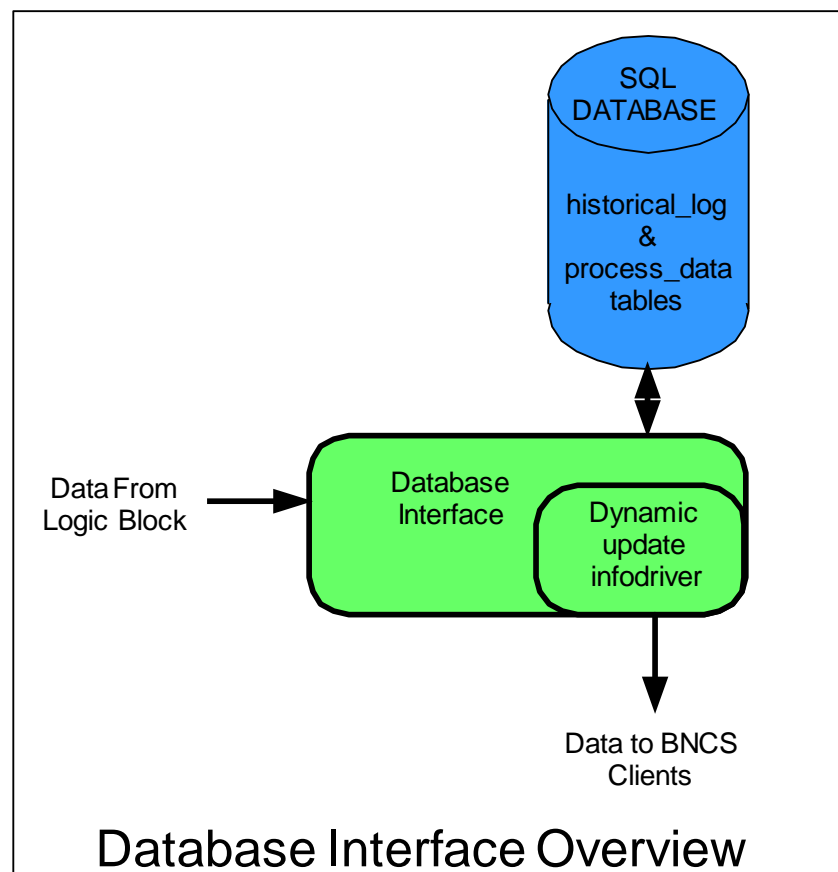 SQL
DATABASE
historical_log
&
process_data
tables
Data From
Logic Block
Database
Interface
Dynamic
update
infodriver
Data to BNCS
Clients
Database Interface Overview